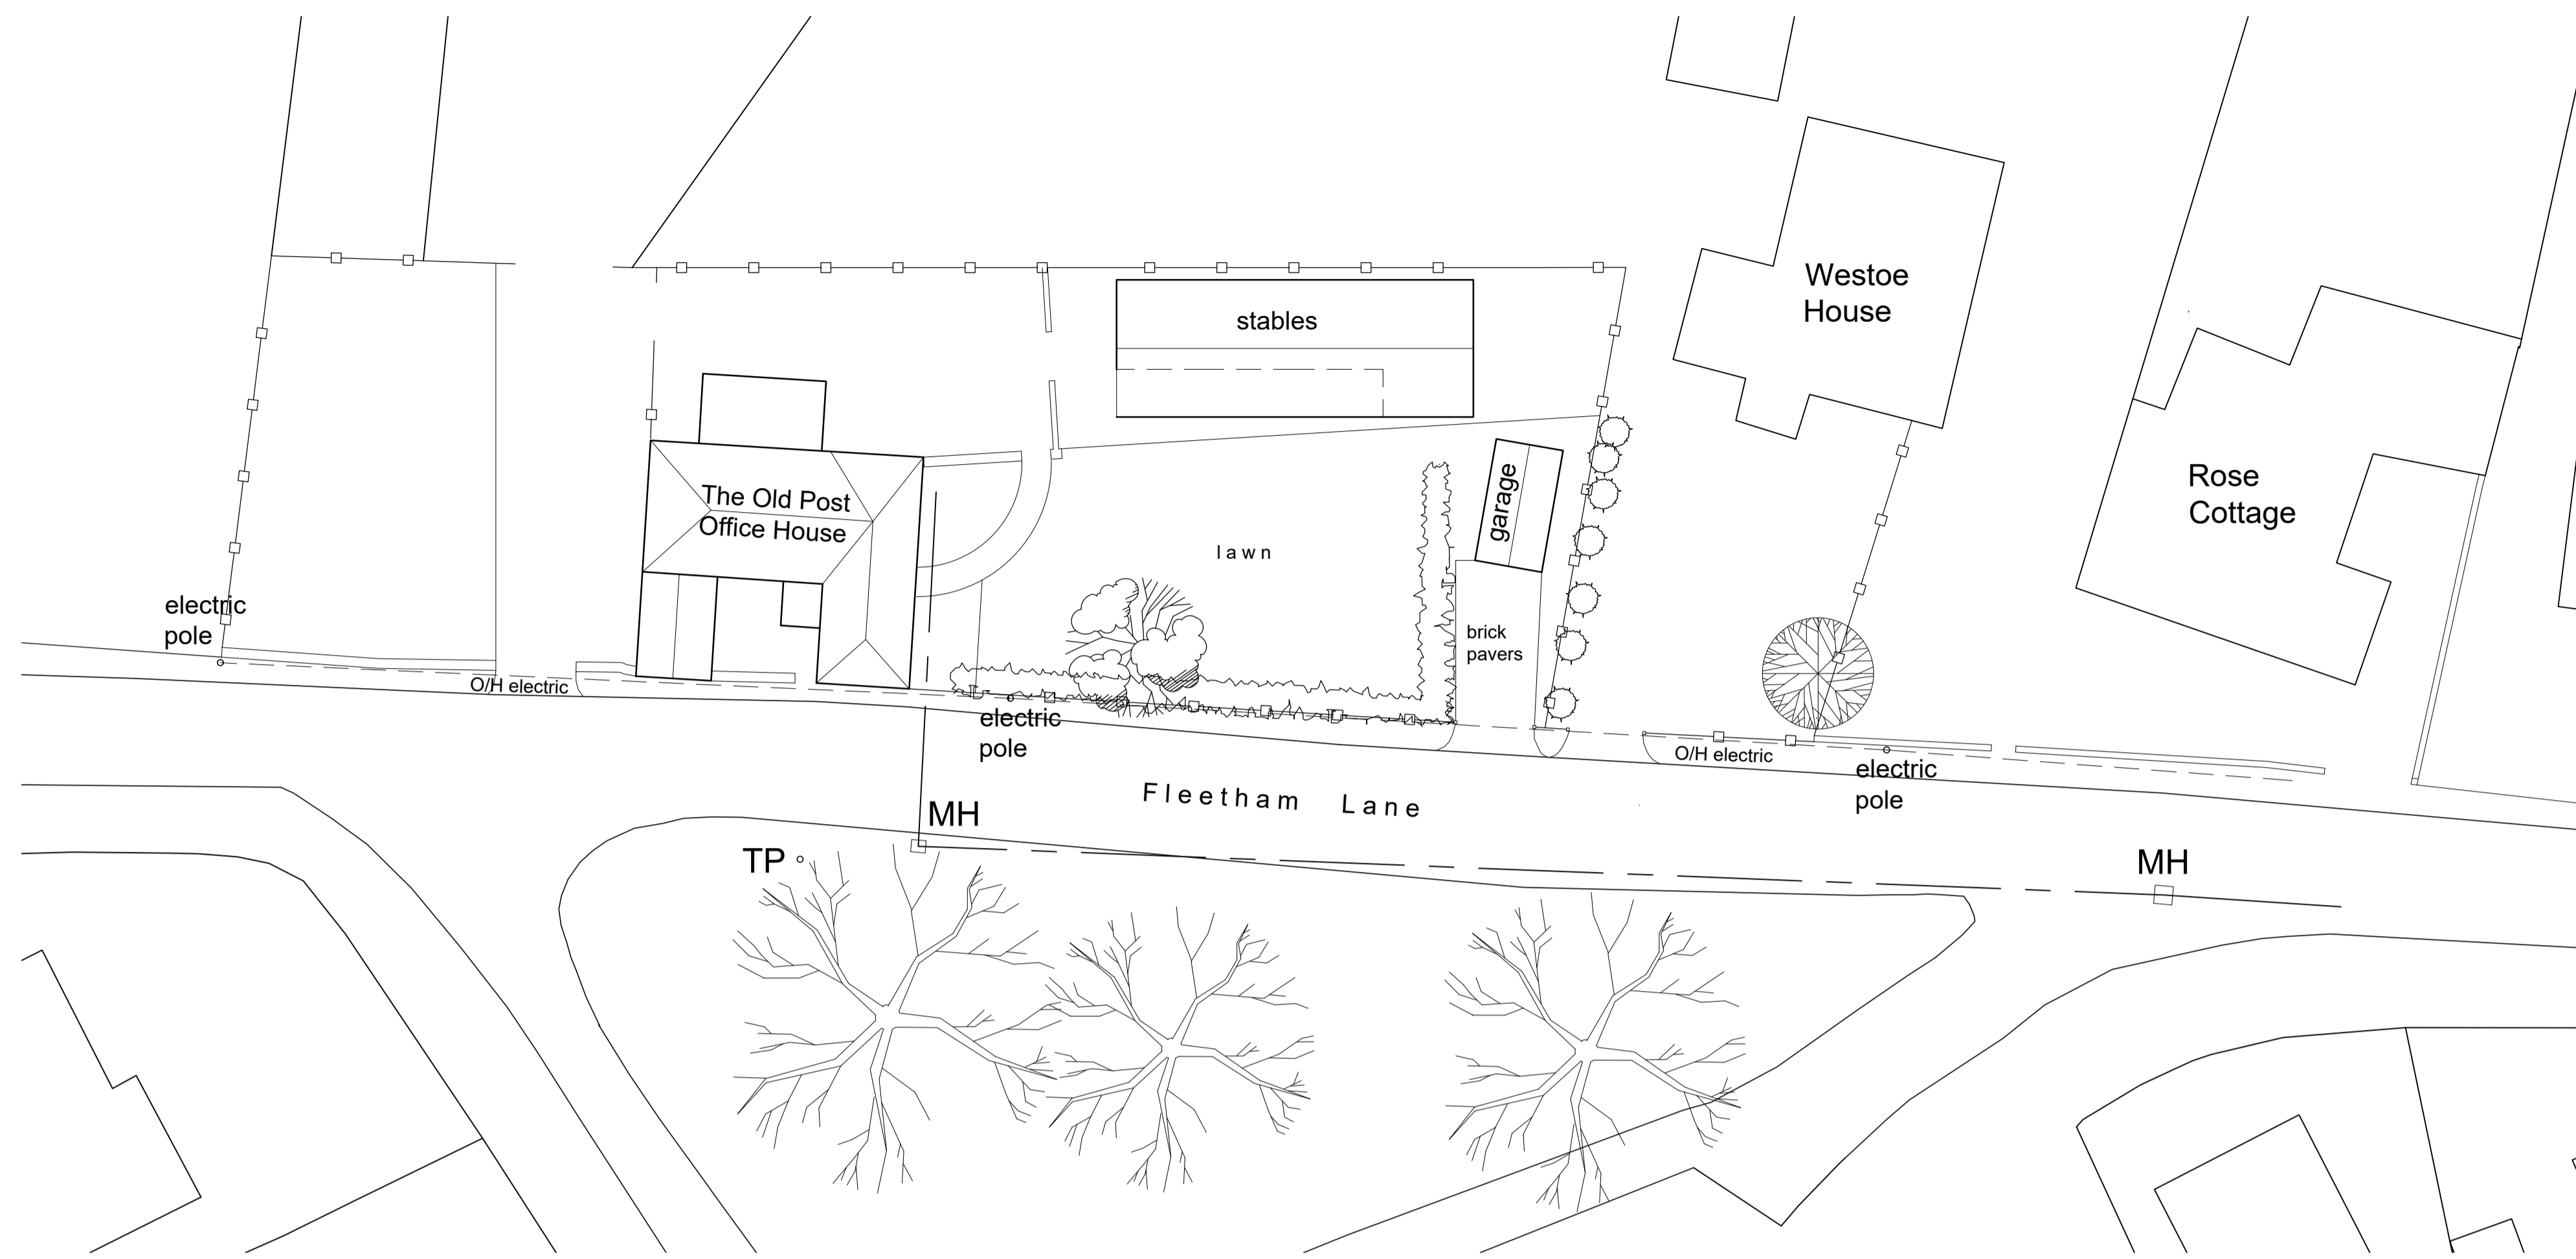 Westoe
House
stables
Rose
Cottage
The Old Post
Office House
garage
lawn
electric
pole
brick
pavers
O/H electric
electric
pole
O/H electric
electric
pole
Fleetham Lane
MH
TP
MH